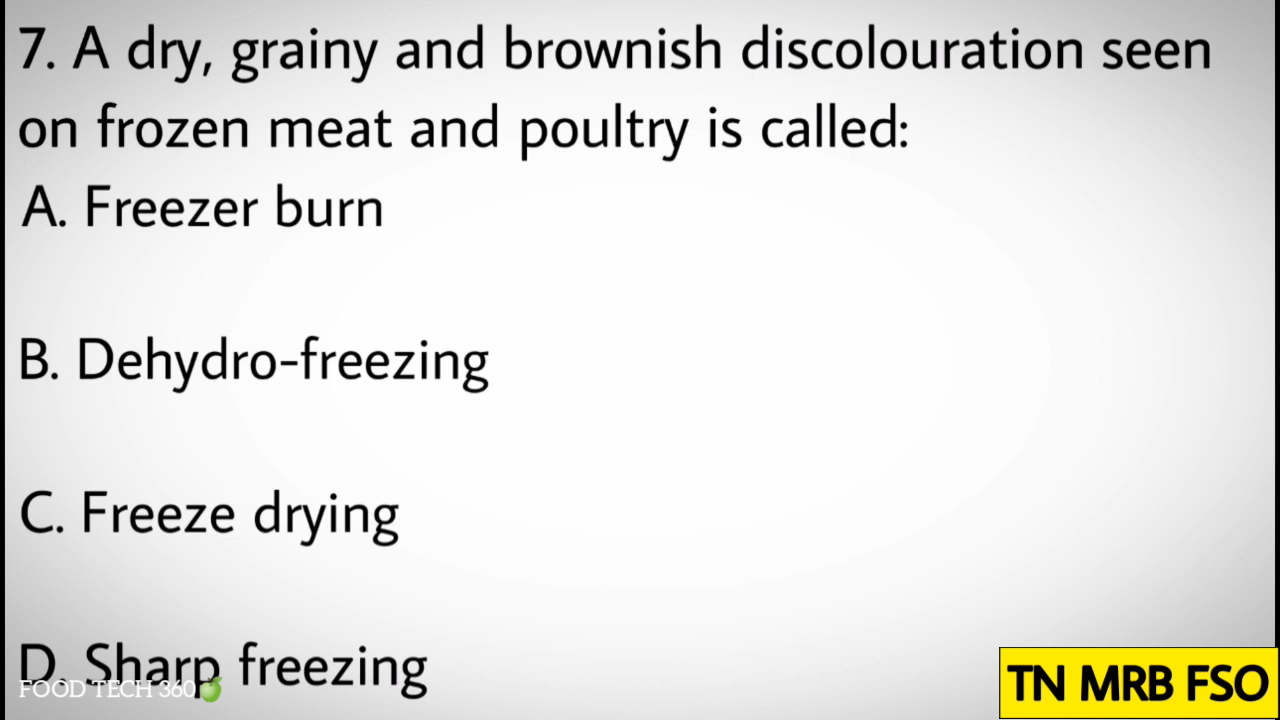 7. A dry, grainy and brownish discolouration seen
on frozen meat and poultry is called:
A. Freezer burn
B. Dehydro-freezing
C. Freeze drying
D. Sharp freezing
FOOD TECH 360🍏
TN MRB FSO